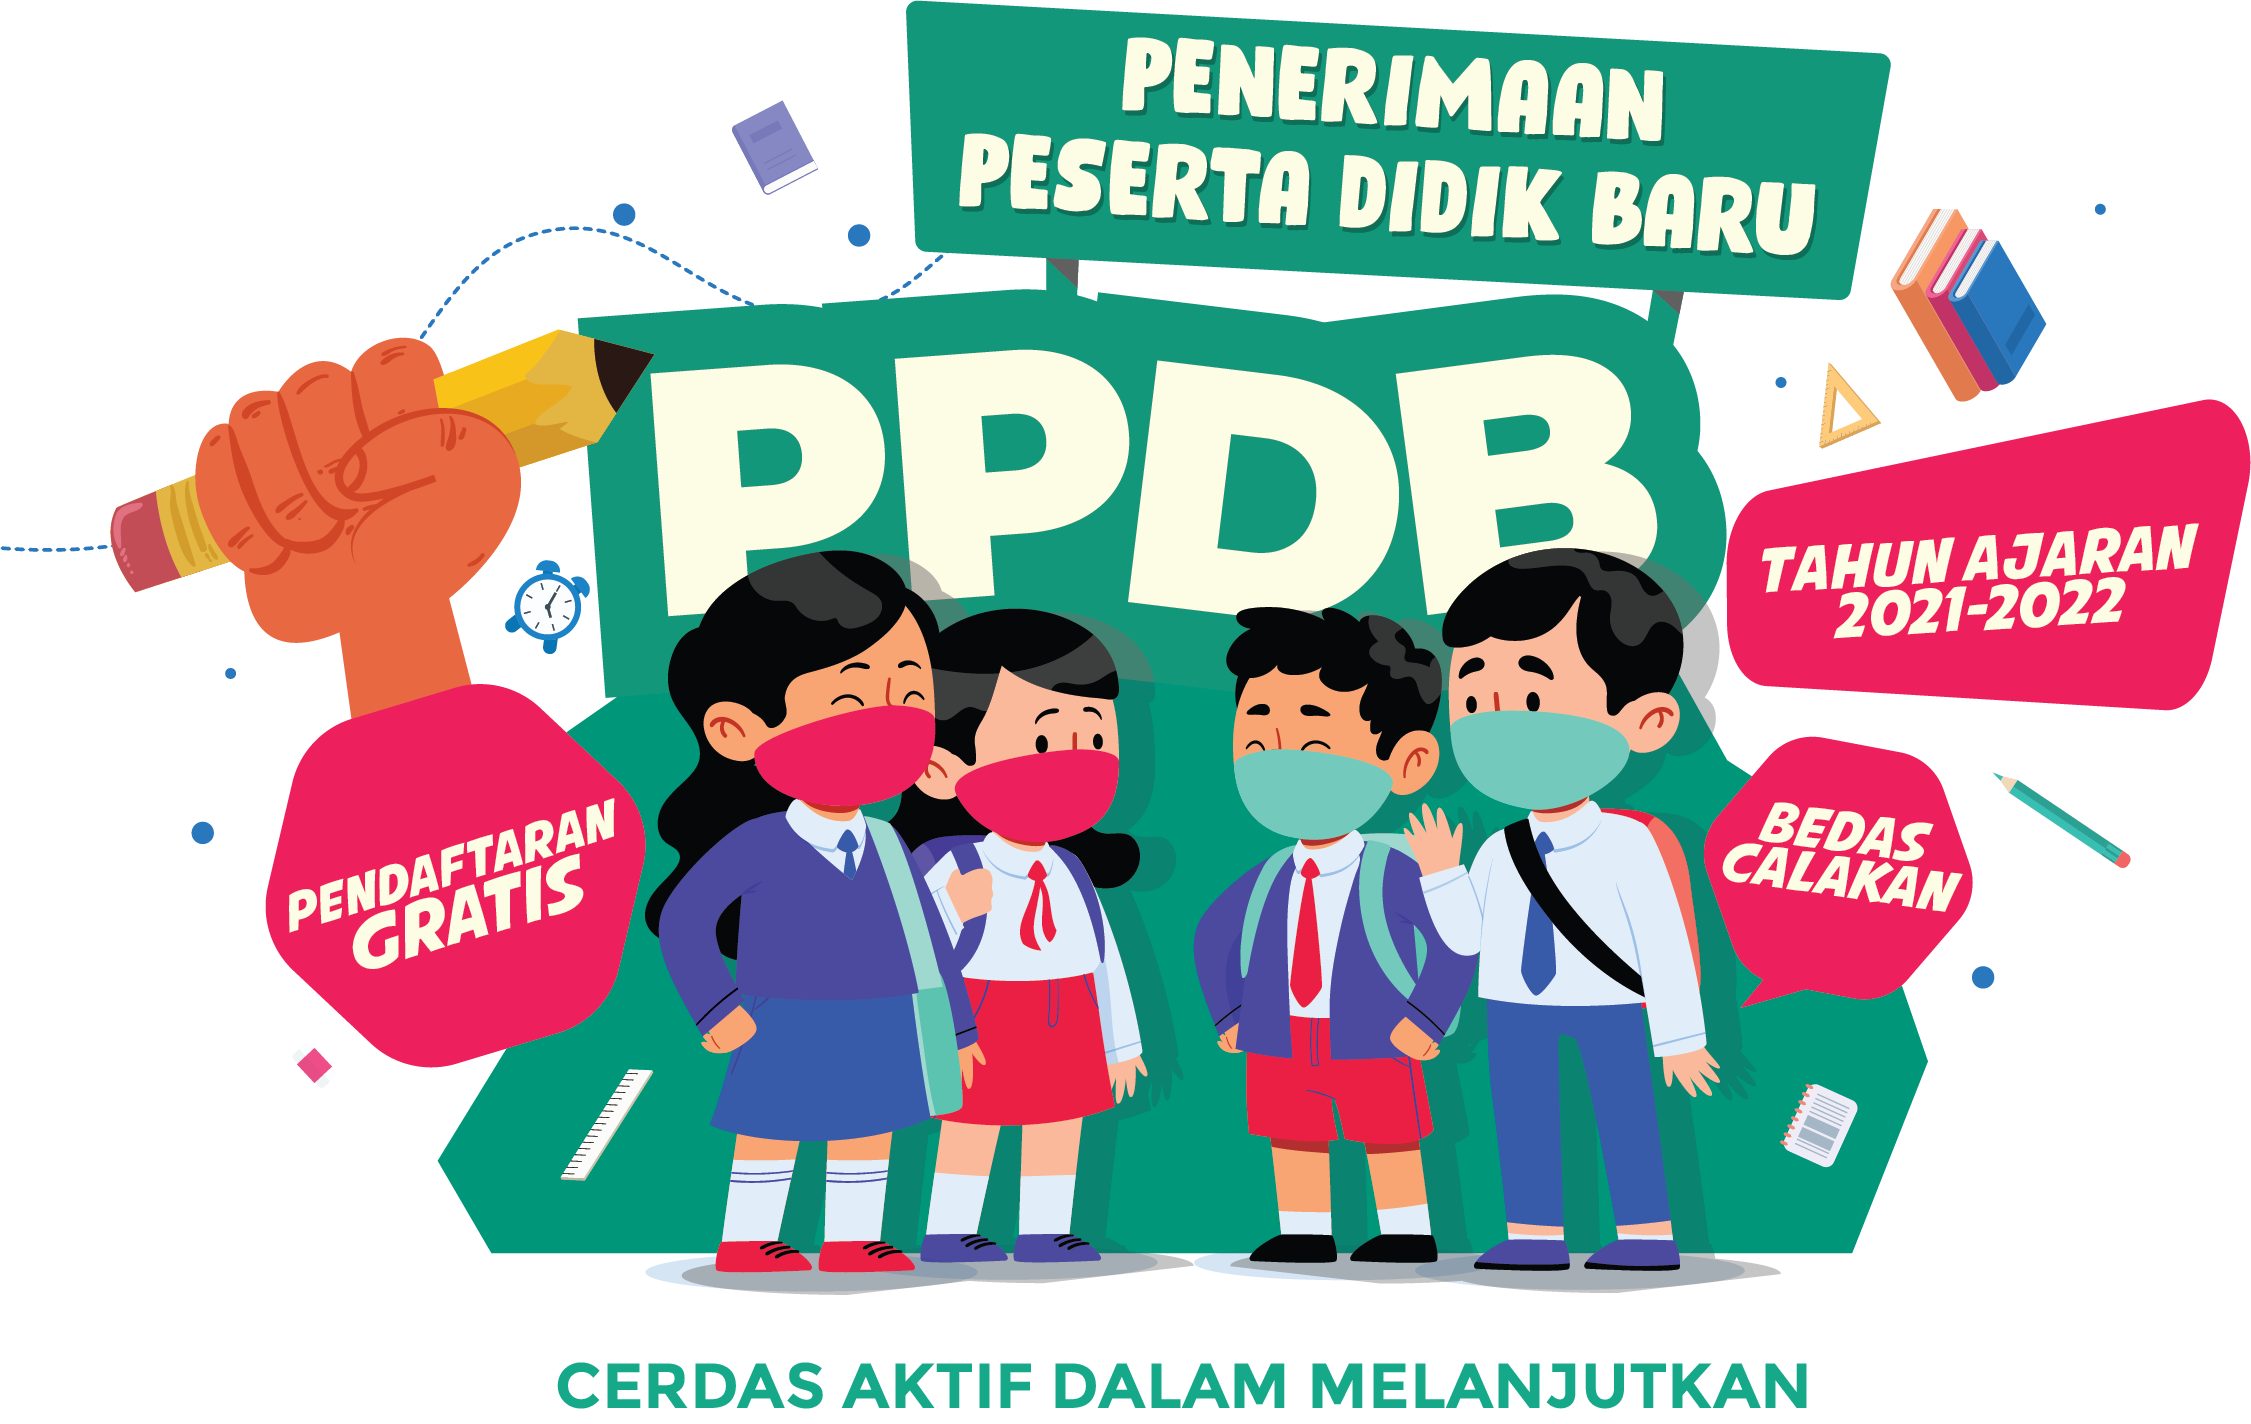 PENERIMAAN
PESERTA DIDIK BARU
PPDB
TAHUN AJARAN
2021-2022
PENDAFTARAN
GRATIS
BEDAS
CALAKAN
CERDAS AKTIF DALAM MELANJUTKAN